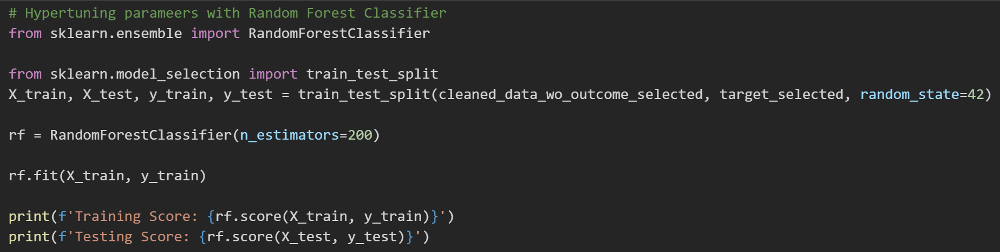 # Hypertuning parameers with Random Forest Classifier
from sklearn.ensemble import RandomForestClassifier
from sklearn.model_selection import train_test_split
X_train, X_test, y_train, y_test = train_test_split(cleaned_data_wo_outcome_selected, target_selected, random_state=42)
rf = RandomForestClassifier(n_estimators=200)
rf.fit(X_train, y_train)
print(f'Training Score: {rf.score(X_train, y_train)}')
print(f'Testing Score: {rf.score(X_test, y_test)}')